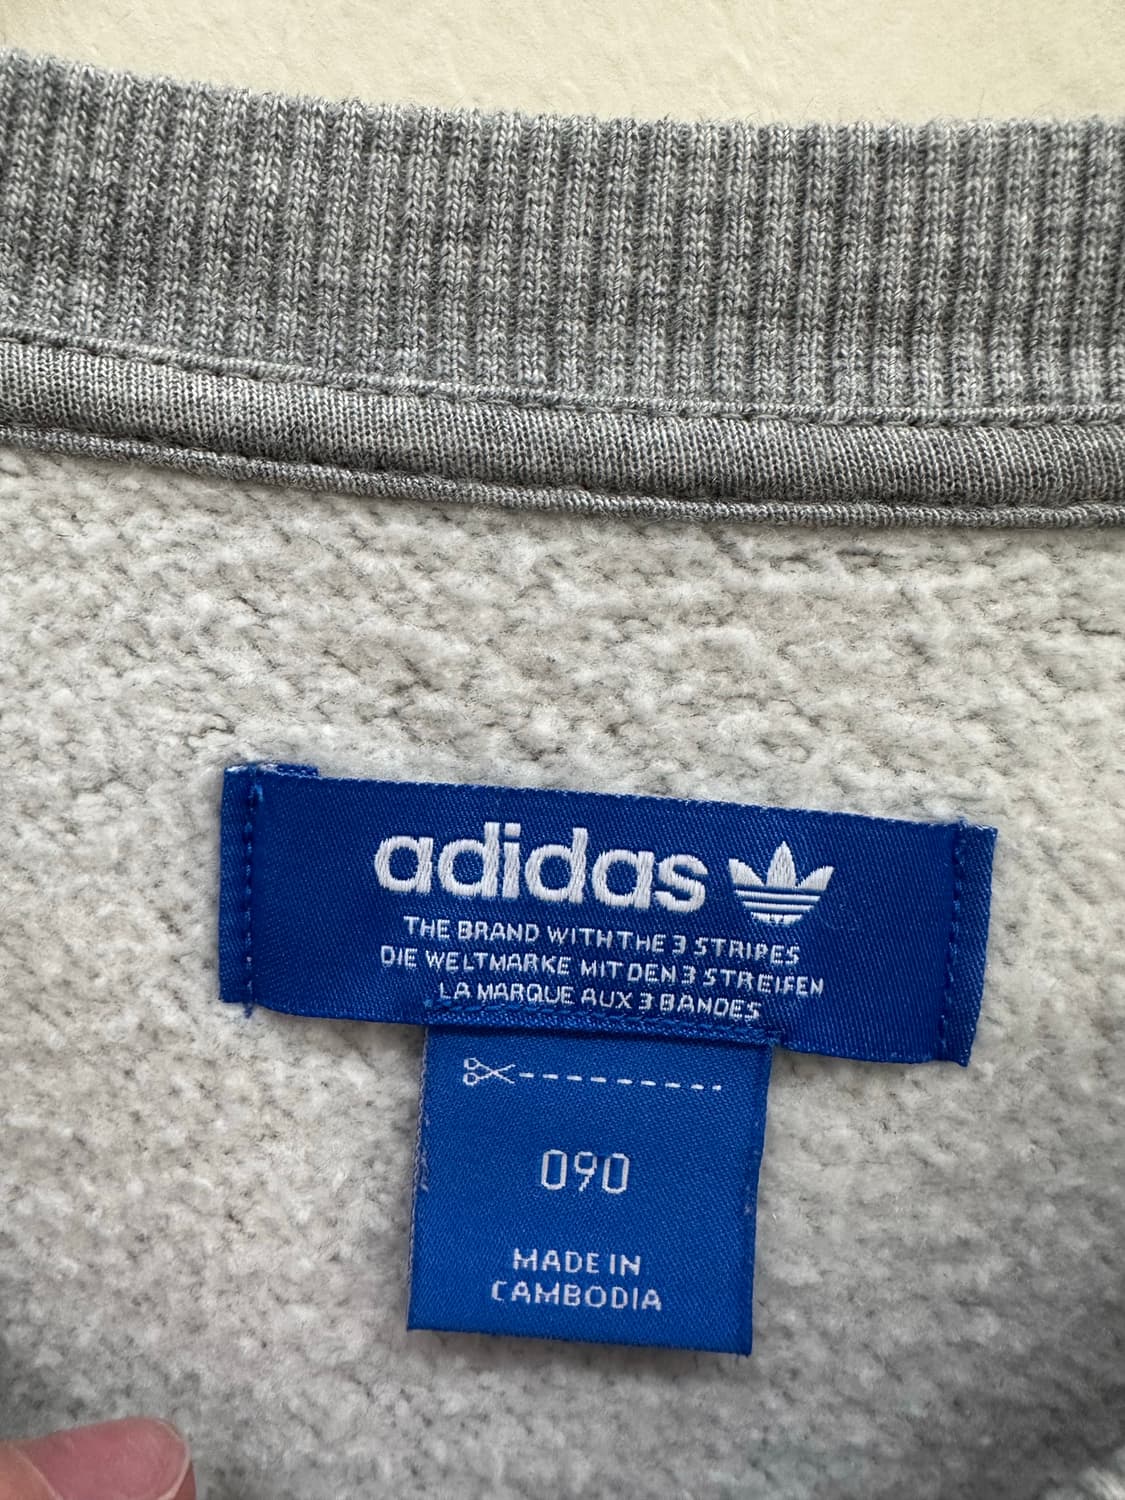 adidas
THE BRAND WITH THE 3 STRIPES
DIE WELTMARKE MIT DEN 3 STREIFEN
LA MARQUE AUX 3 BANDES
090
MADE IN
CAMBODIA